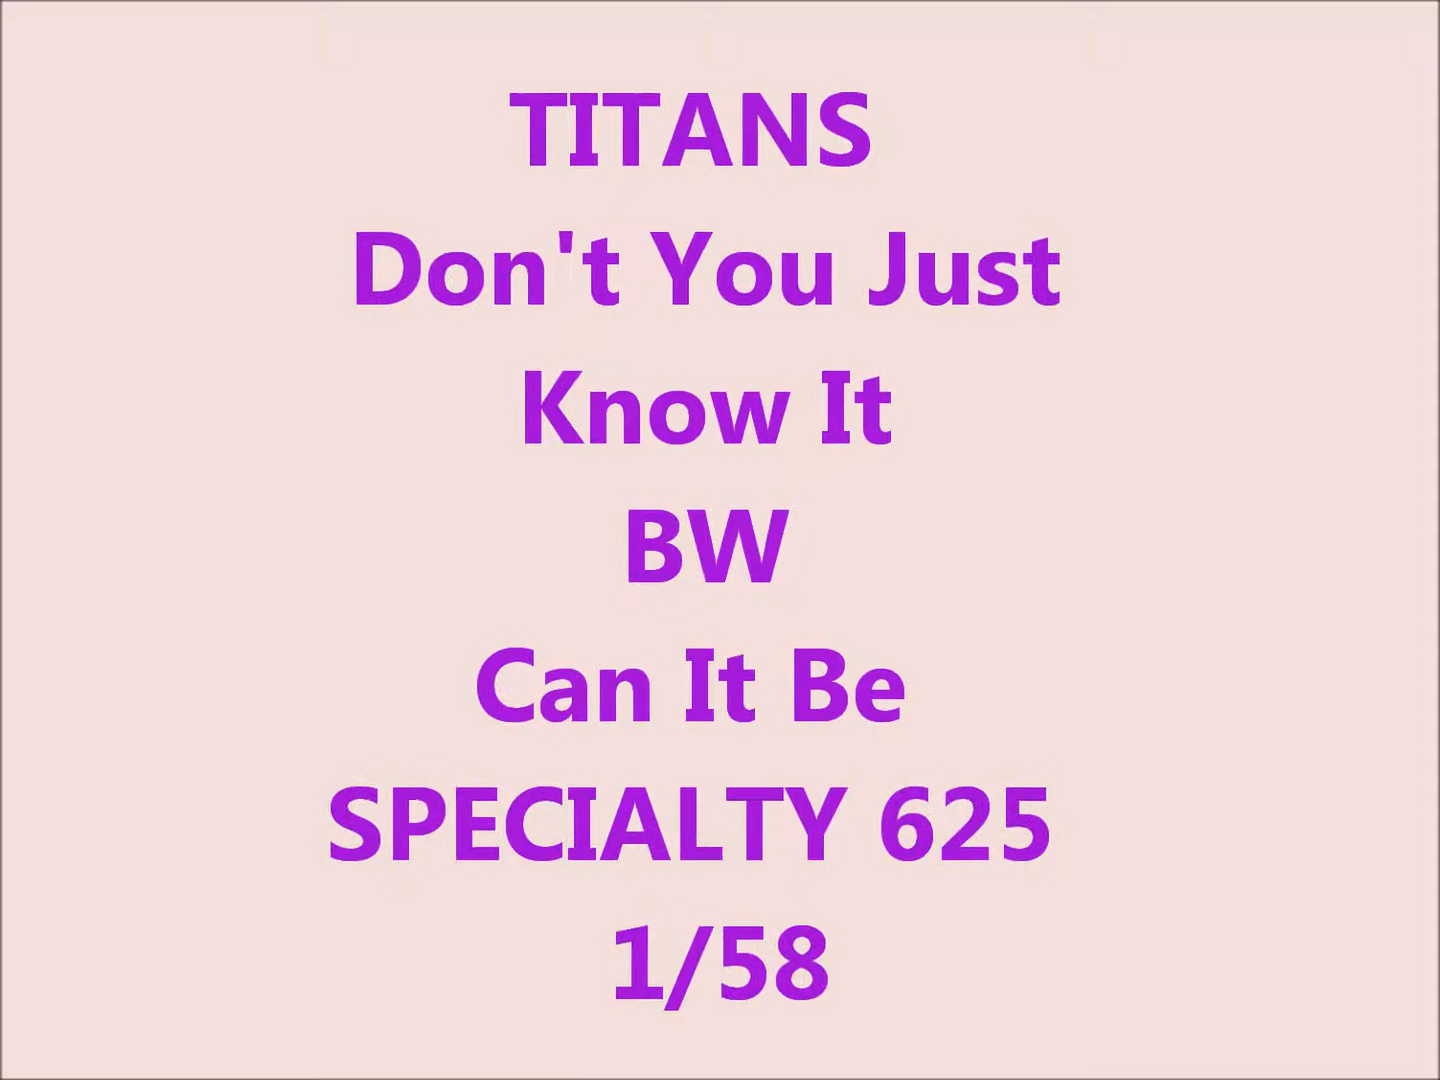 TITANS
Don't You Just
Know It
BW
Can It Be
SPECIALTY 625
1/58